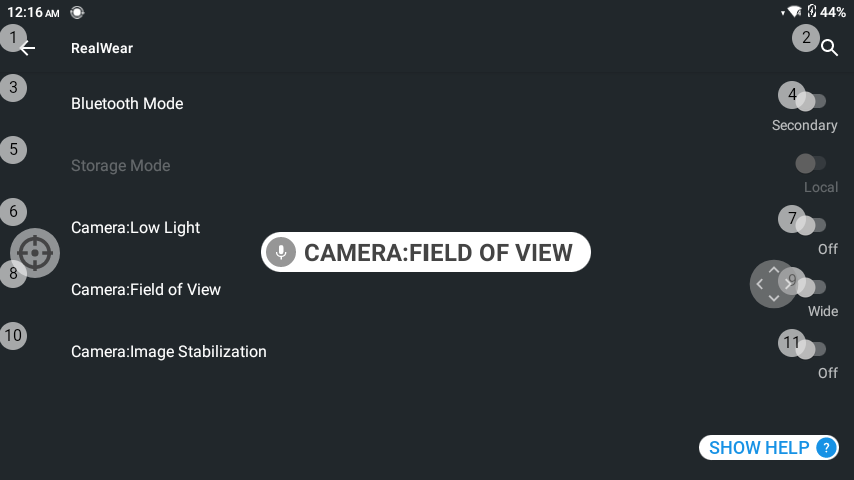 12:16 AM 44%
1 RealWear 2
3 Bluetooth Mode 4
Secondary
5 Storage Mode
Local
6 Camera:Low Light 7
Off
CAMERA:FIELD OF VIEW
8 Camera:Field of View 9
Wide
10 Camera:Image Stabilization 11
Off
SHOW HELP ?